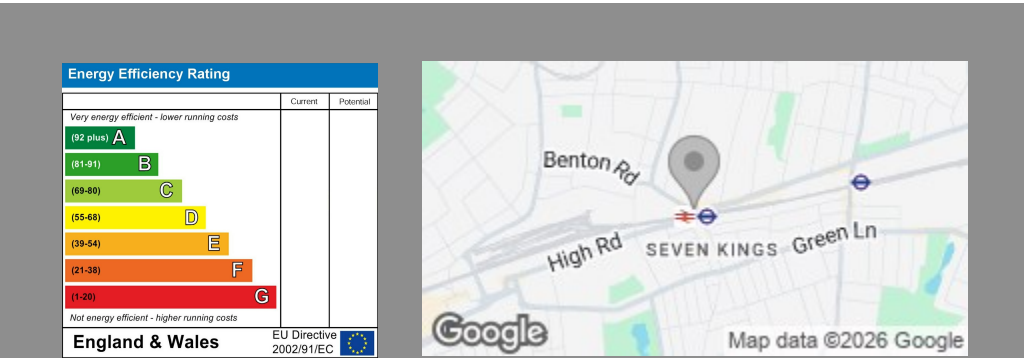 Energy Efficiency Rating
Current Potential
Very energy efficient - lower running costs
(92 plus) A
(81-91) B
(69-80) C
(55-68) D
(39-54) E
(21-38) F
(1-20) G
Not energy efficient - higher running costs
England & Wales
EU Directive
2002/91/EC
Benton Rd
High Rd
SEVEN KINGS
Green Ln
Google
Map data ©2026 Google